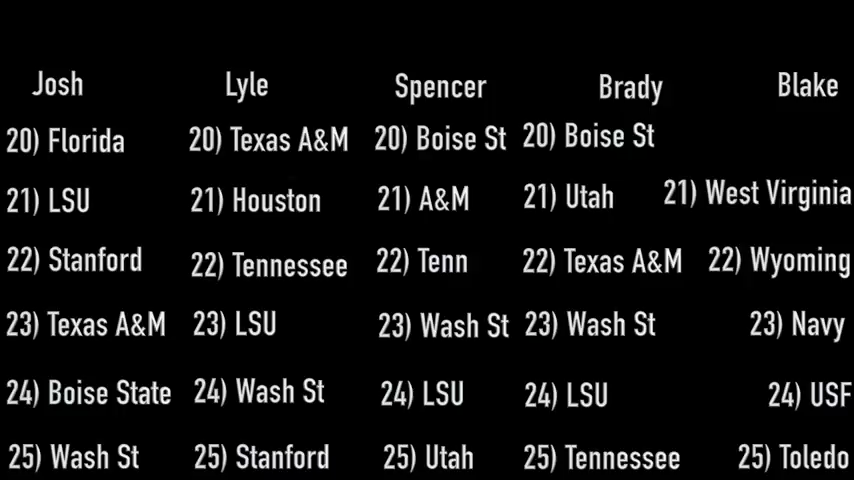 Josh Lyle Spencer Brady Blake
20) Florida 20) Texas A&M 20) Boise St 20) Boise St
21) LSU 21) Houston 21) A&M 21) Utah 21) West Virginia
22) Stanford 22) Tennessee 22) Tenn 22) Texas A&M 22) Wyoming
23) Texas A&M 23) LSU 23) Wash St 23) Wash St 23) Navy
24) Boise State 24) Wash St 24) LSU 24) LSU 24) USF
25) Wash St 25) Stanford 25) Utah 25) Tennessee 25) Toledo